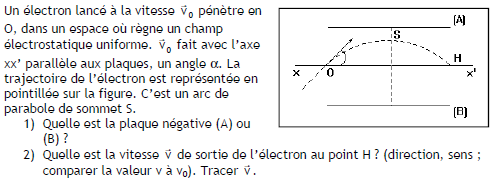 Un électron lancé à la vitesse v⃗₀ pénètre en
O, dans un espace où règne un champ
électrostatique uniforme. v⃗₀ fait avec l’axe
xx’ parallèle aux plaques, un angle α. La
trajectoire de l’électron est représentée en
pointillée sur la figure. C’est un arc de
parabole de sommet S.
1) Quelle est la plaque négative (A) ou
(B) ?
2) Quelle est la vitesse v⃗ de sortie de l’électron au point H ? (direction, sens ;
comparer la valeur v à v₀). Tracer v⃗.
(A)
S
H
x
O
x'
(B)